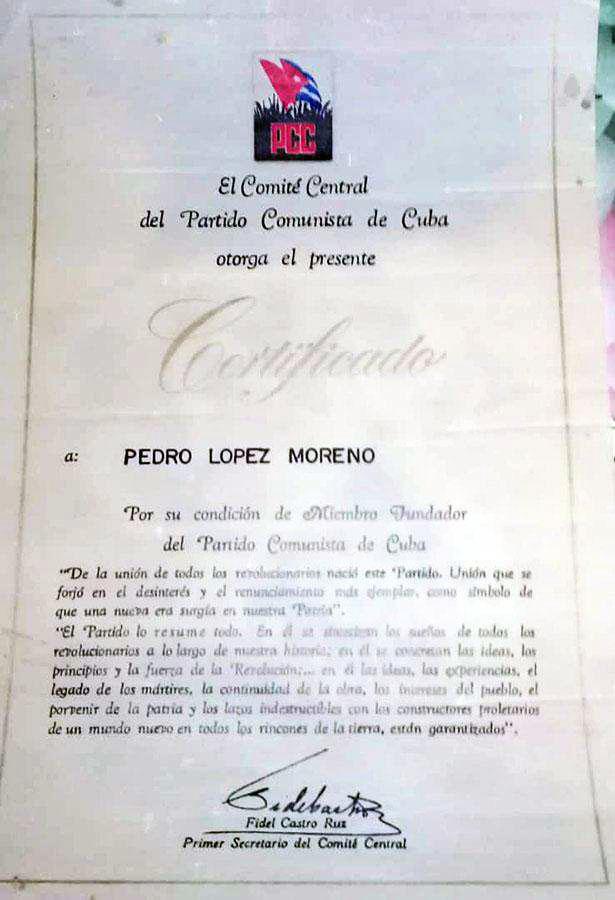 PCC
El Comité Central
del Partido Comunista de Cuba
otorga el presente
Certificado
a: PEDRO LOPEZ MORENO
Por su condición de Miembro Fundador
del Partido Comunista de Cuba
"De la unión de todos los revolucionarios nació este Partido. Unión que se
forjó en el desinterés y el renunciamiento más ejemplar, como símbolo de
que una nueva era surgía en nuestra Patria".
"El Partido lo resume todo. En él se sintetizan los sueños de todos los
revolucionarios a lo largo de nuestra historia; en él se concretan las ideas, los
principios y la fuerza de la Revolución;... en él las ideas, las experiencias, el
legado de los mártires, la continuidad de la obra, los intereses del pueblo, el
porvenir de la patria y los lazos indestructibles con los constructores proletarios
de un mundo nuevo en todos los rincones de la tierra, están garantizados".
Fidel Castro
Fidel Castro Ruz
Primer Secretario del Comité Central